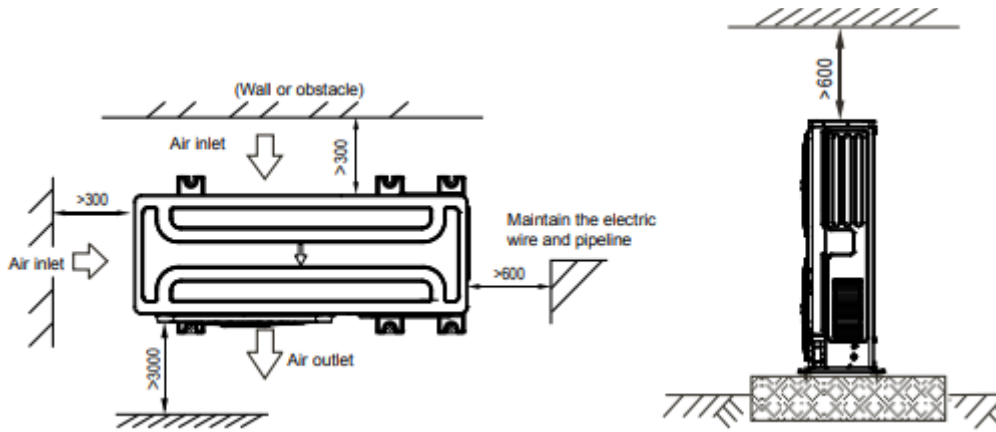 (Wall or obstacle)
Air inlet
>300
>600
>300
Air inlet
Maintain the electric
wire and pipeline
>600
>3000
Air outlet